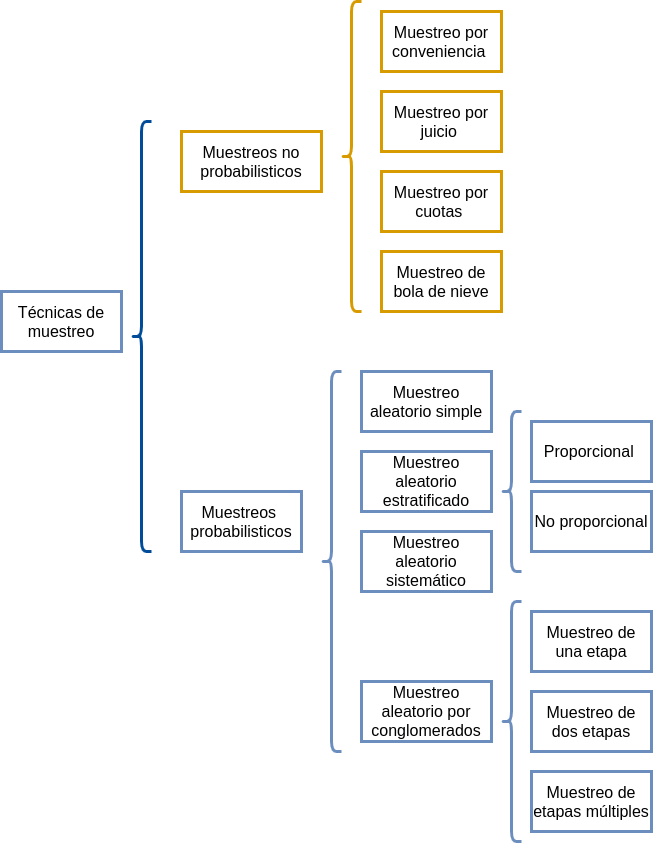 Muestreo por
conveniencia
Muestreo por
juicio
Muestreos no
probabilisticos
Muestreo por
cuotas
Muestreo de
bola de nieve
Técnicas de
muestreo
Muestreo
aleatorio simple
Muestreo
aleatorio
estratificado
Proporcional
No proporcional
Muestreos
probabilisticos
Muestreo
aleatorio
sistemático
Muestreo
aleatorio por
conglomerados
Muestreo de
una etapa
Muestreo de
dos etapas
Muestreo de
etapas múltiples